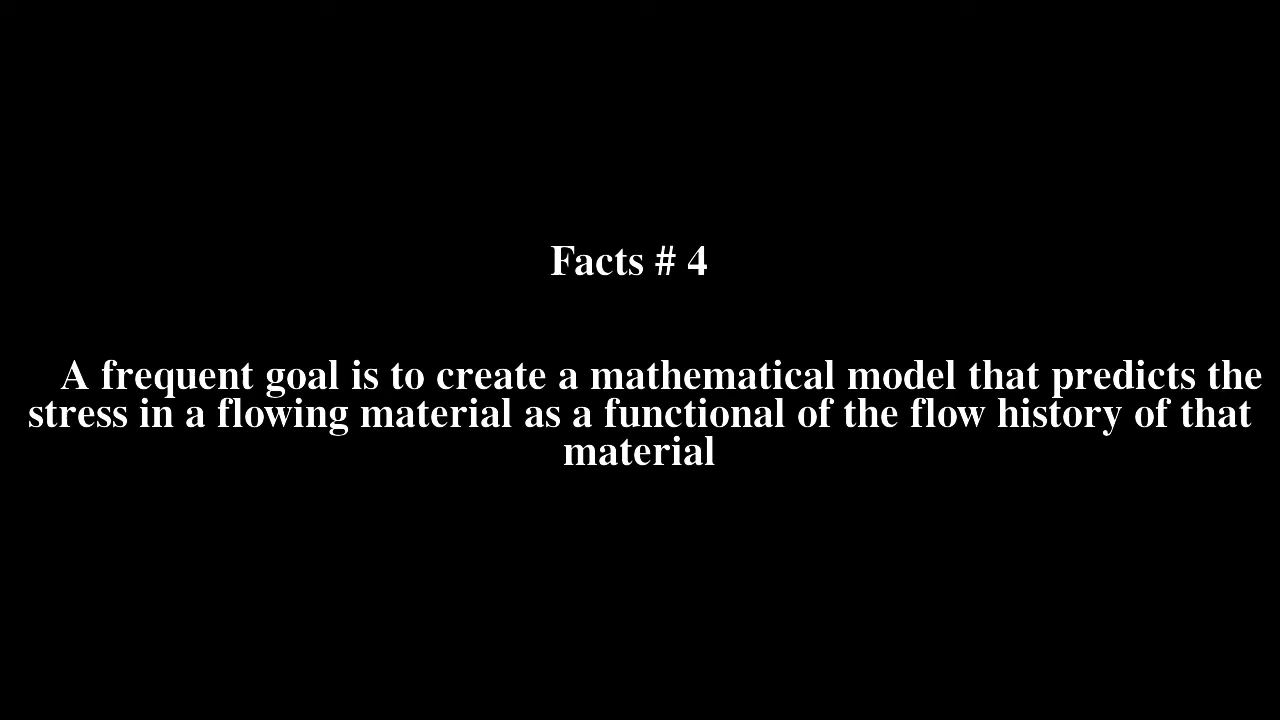 Facts # 4
A frequent goal is to create a mathematical model that predicts the
stress in a flowing material as a functional of the flow history of that
material